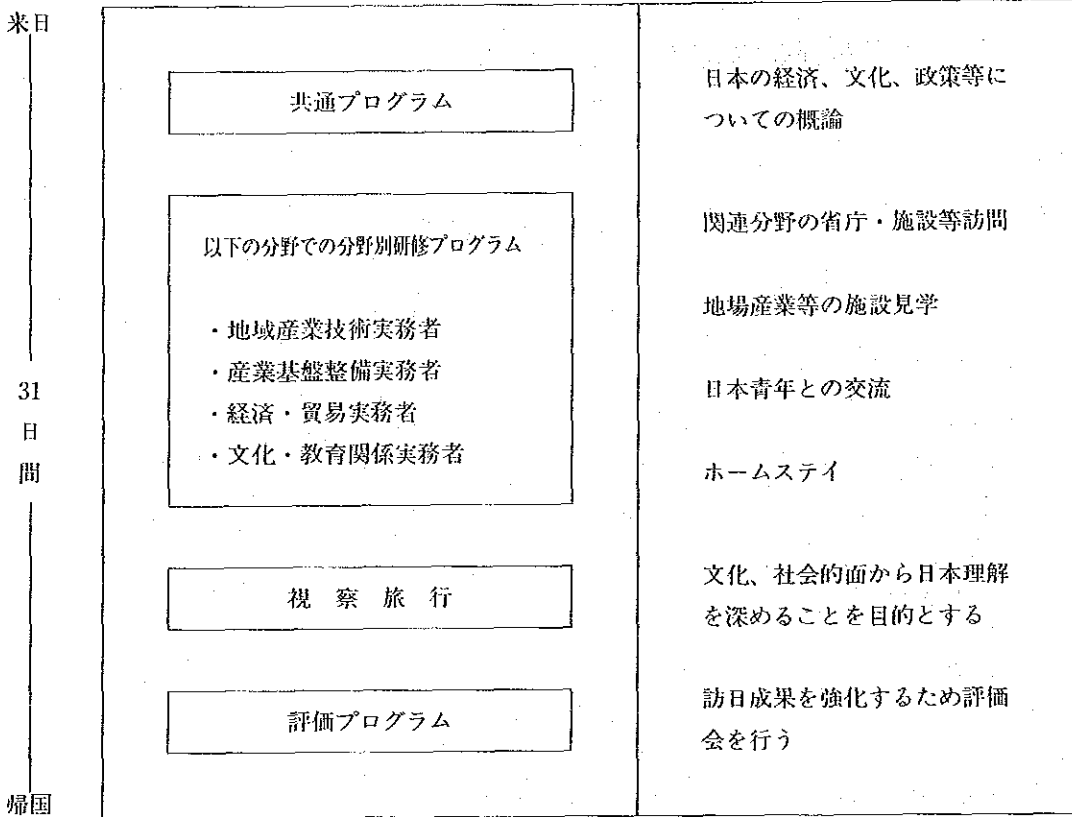 来日
31
日
間
帰国
共通プログラム
日本の経済、文化、政策等に
ついての概論
以下の分野での分野別研修プログラム
・地域産業技術実務者
・産業基盤整備実務者
・経済・貿易実務者
・文化・教育関係実務者
関連分野の省庁・施設等訪問
地場産業等の施設見学
日本青年との交流
ホームステイ
視 察 旅 行
文化、社会的面から日本理解
を深めることを目的とする
評価プログラム
訪日成果を強化するため評価
会を行う